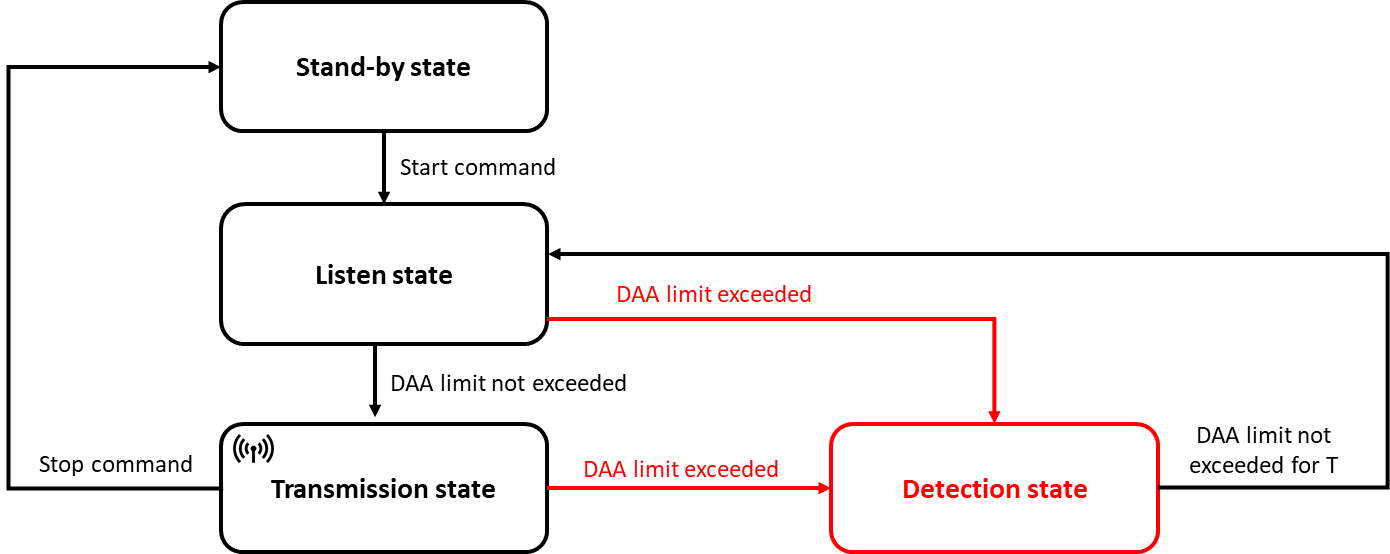 Stand-by state
Start command
Listen state
DAA limit exceeded
DAA limit not exceeded
DAA limit not
exceeded for T
Stop command
DAA limit exceeded
Transmission state
Detection state